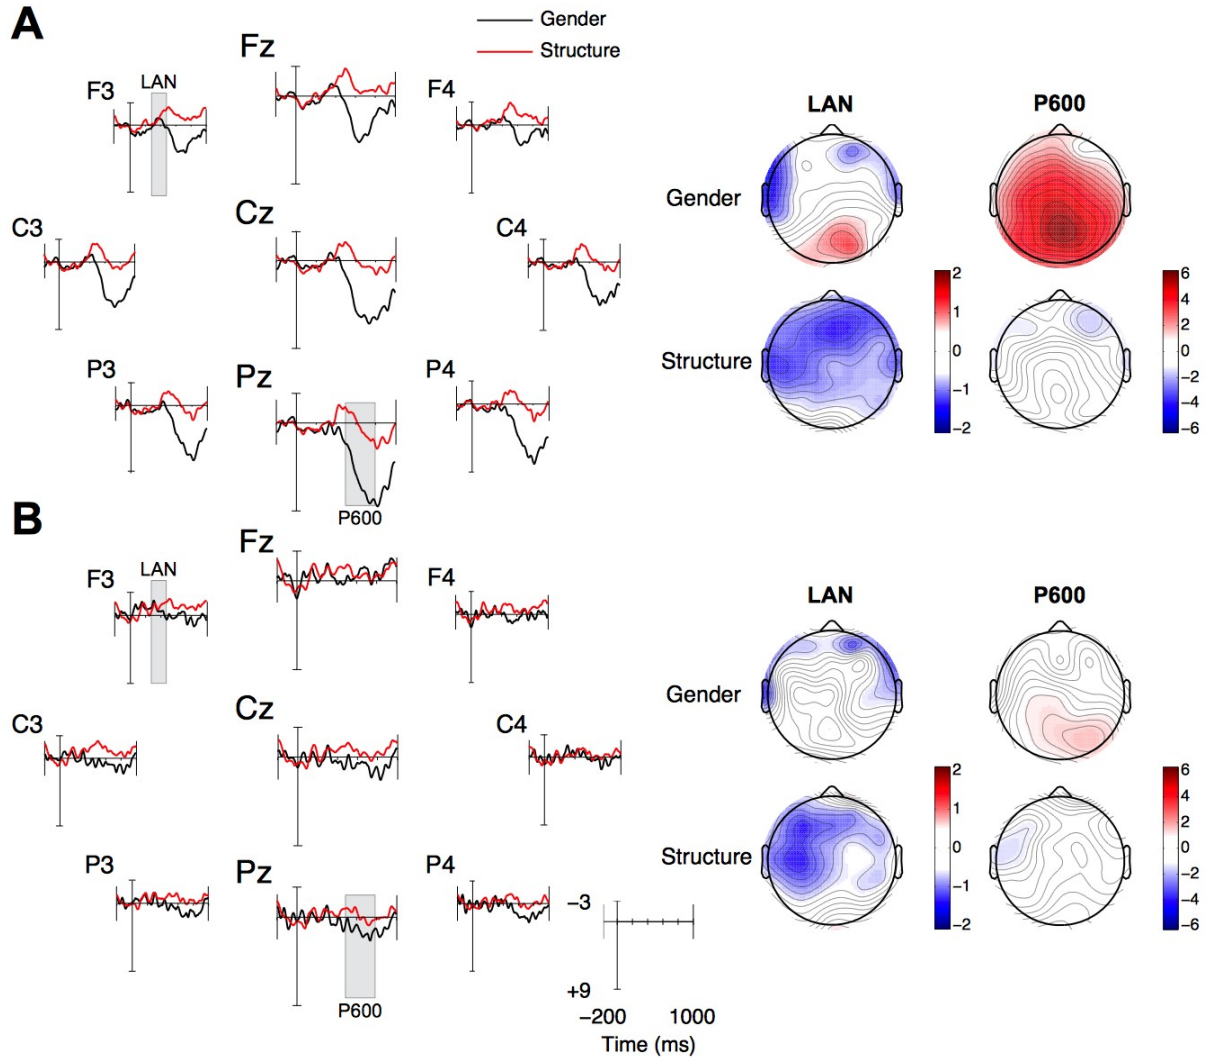 A
Gender
Structure
Fz
F3
LAN
F4
C3
Cz
C4
P3
Pz
P4
P600
LAN
P600
Gender
Structure
2
1
0
−1
−2
6
4
2
0
−2
−4
−6
B
Fz
F3
LAN
F4
C3
Cz
C4
P3
Pz
P4
P600
−3
+9
−200
1000
Time (ms)
LAN
P600
Gender
Structure
2
1
0
−1
−2
6
4
2
0
−2
−4
−6